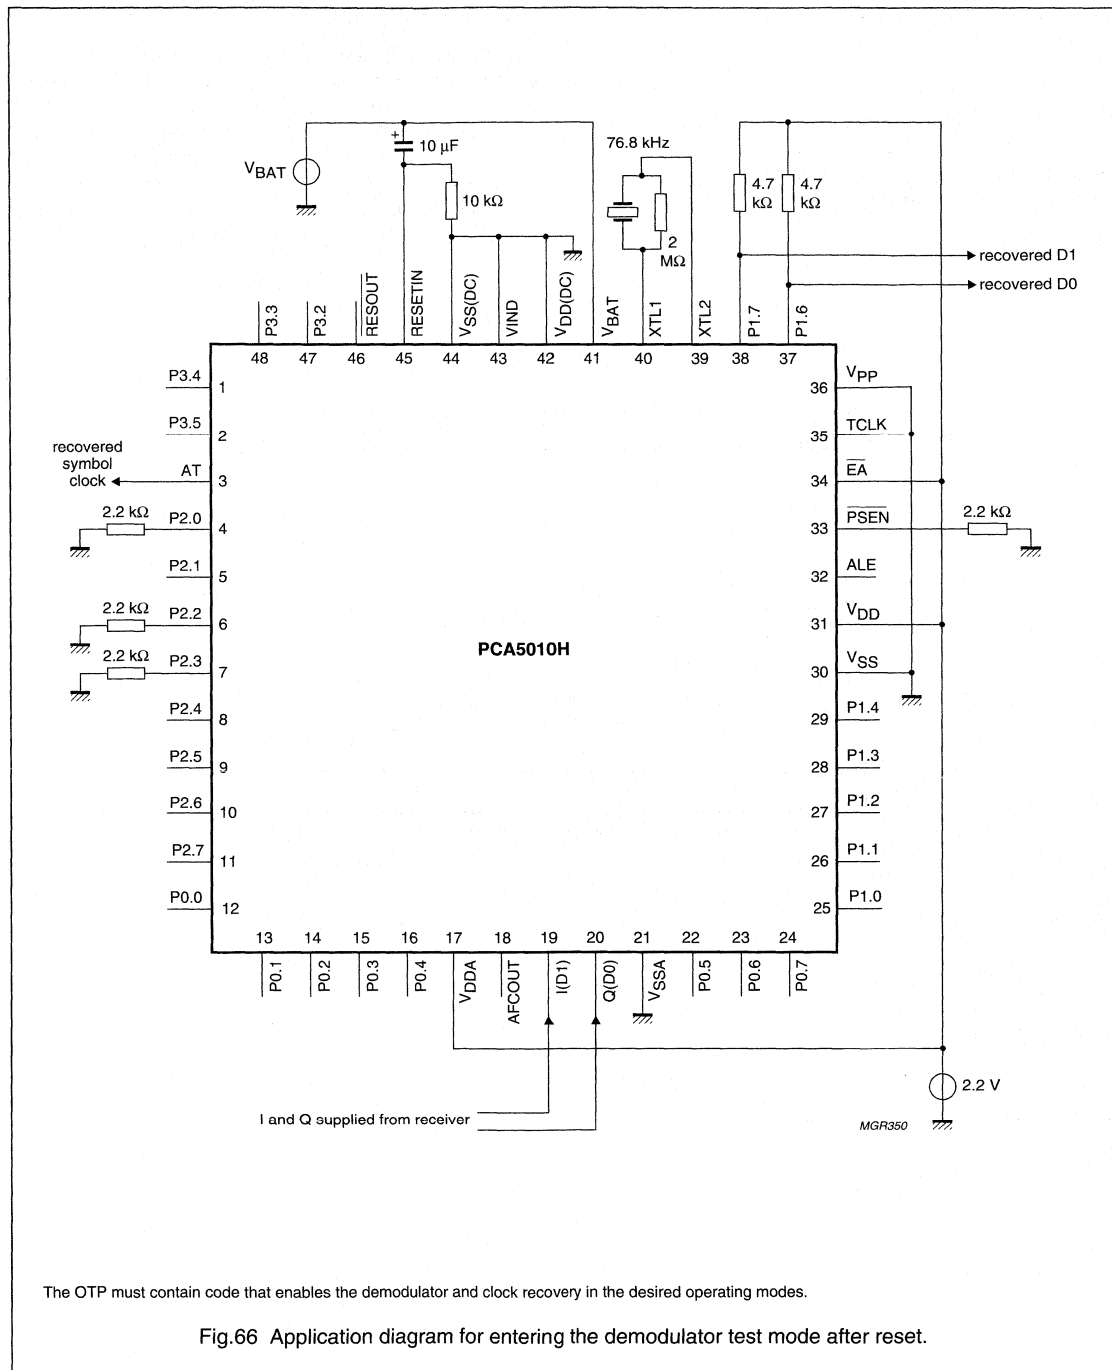 76.8 kHz
+
10 µF
VBAT
10 kΩ
2
MΩ
4.7
kΩ
4.7
kΩ
recovered D1
recovered D0
P3.3
P3.2
RESOUT
RESETIN
VSS(DC)
VIND
VDD(DC)
VBAT
XTL1
XTL2
P1.7
P1.6
48
47
46
45
44
43
42
41
40
39
38
37
P3.4
1
P3.5
2
recovered
symbol
clock
AT
3
2.2 kΩ
P2.0
4
P2.1
5
2.2 kΩ
P2.2
6
2.2 kΩ
P2.3
7
P2.4
8
P2.5
9
P2.6
10
P2.7
11
P0.0
12
PCA5010H
36
VPP
35
TCLK
34
EA
33
PSEN
2.2 kΩ
32
ALE
31
VDD
30
VSS
29
P1.4
28
P1.3
27
P1.2
26
P1.1
25
P1.0
13
14
15
16
17
18
19
20
21
22
23
24
P0.1
P0.2
P0.3
P0.4
VDDA
AFCOUT
I(D1)
Q(D0)
VSSA
P0.5
P0.6
P0.7
2.2 V
I and Q supplied from receiver
MGR350
The OTP must contain code that enables the demodulator and clock recovery in the desired operating modes.
Fig.66 Application diagram for entering the demodulator test mode after reset.